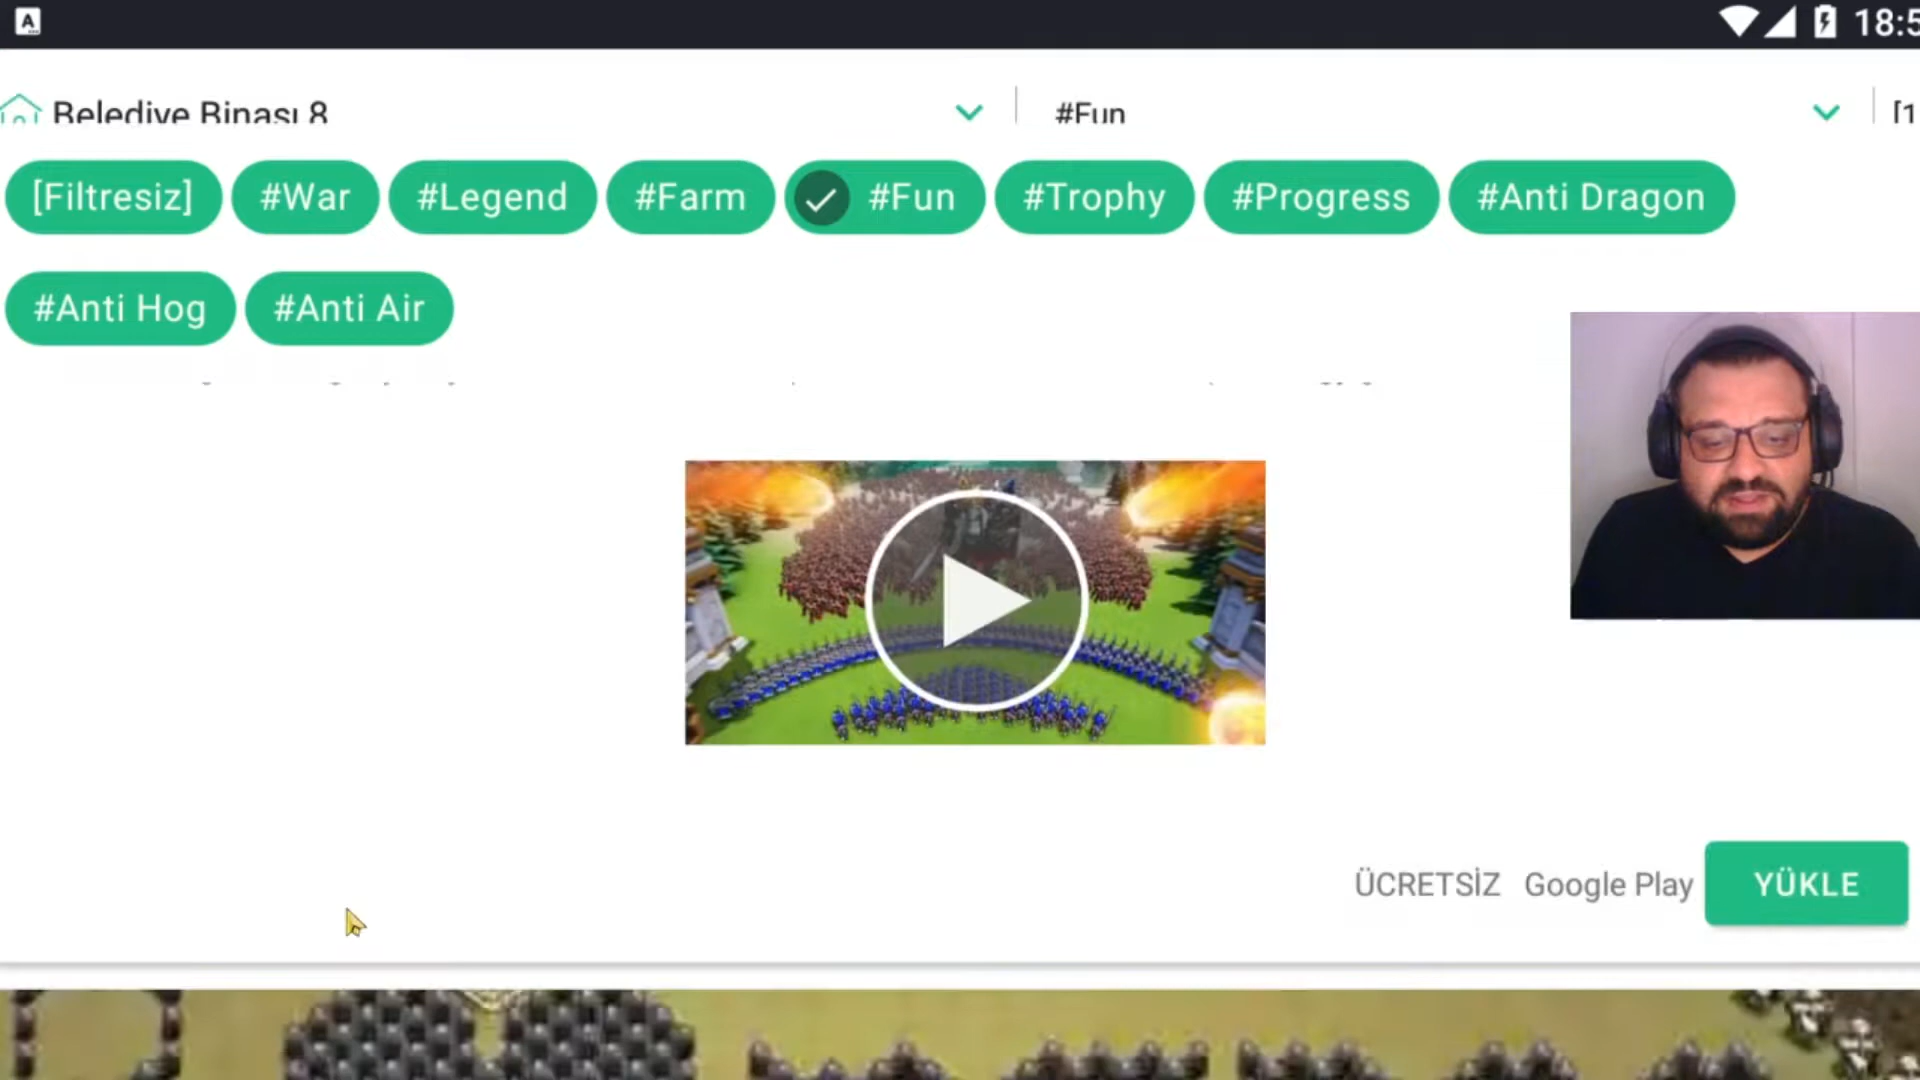 18:5
Belediye Binası 8
#Fun
[1
[Filtresiz] #War #Legend #Farm #Fun #Trophy #Progress #Anti Dragon
#Anti Hog #Anti Air
ÜCRETSİZ Google Play YÜKLE